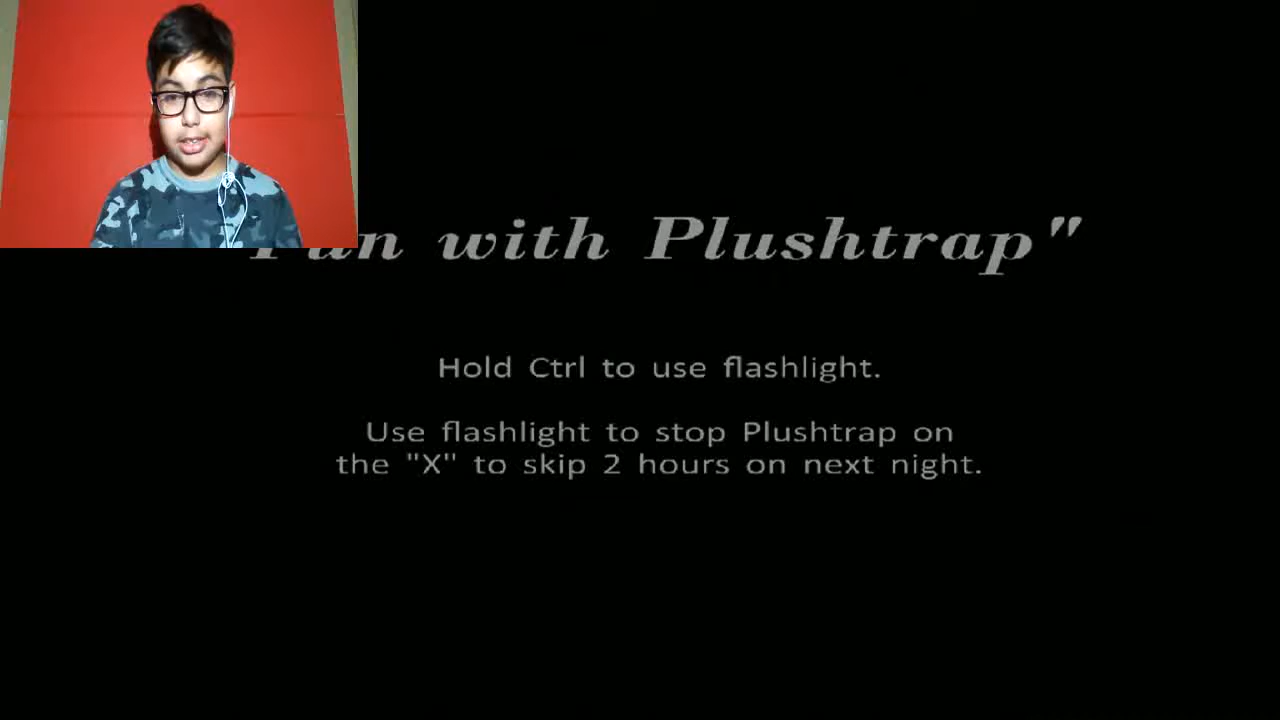 with Plushtrap"
Hold Ctrl to use flashlight.
Use flashlight to stop Plushtrap on
the "X" to skip 2 hours on next night.